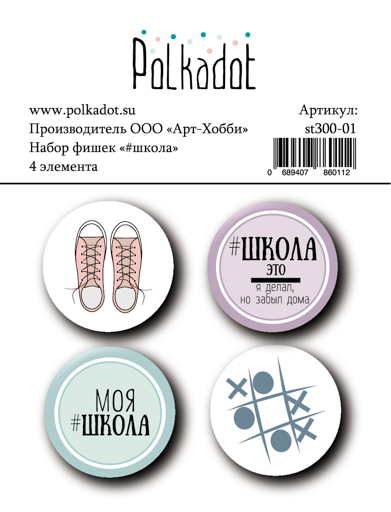 Polkadot
www.polkadot.su
Артикул:
Производитель ООО «Арт-Хобби»
st300-01
Набор фишек «#школа»
4 элемента
0 689407 860112
#ШКОЛА
ЭТО
я делал,
но забыл дома
МОЯ
#ШКОЛА